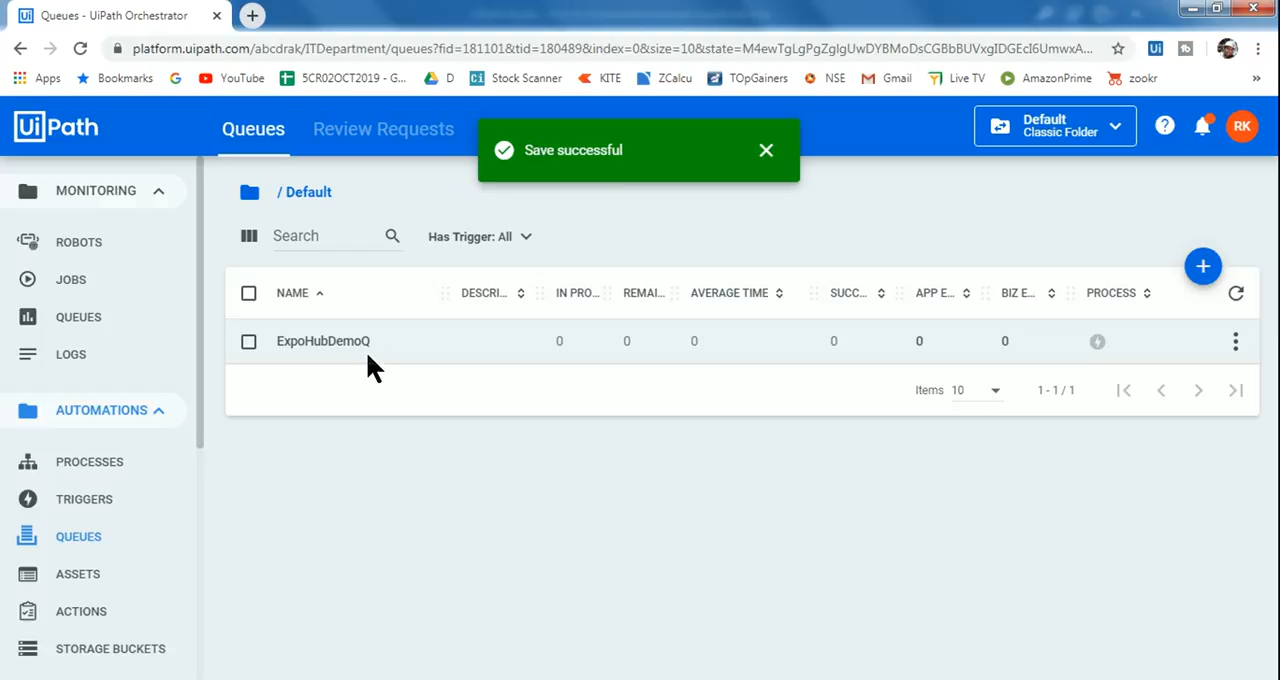 Ui Queues - UiPath Orchestrator
platform.uipath.com/abcdrak/ITDepartment/queues?fid=181101&tid=180489&index=0&size=10&state=M4ewTgLgPgZglgUwDYBMoDsCGBbBUVxgIDGEcI6UmwxA...
Apps Bookmarks G YouTube 5CR02OCT2019 - G... D Ci Stock Scanner KITE ZCalcu TOpGainers NSE Gmail Live TV AmazonPrime zookr »
UiPath Queues Review Requests Save successful Default Classic Folder RK
MONITORING
ROBOTS
JOBS
QUEUES
LOGS
AUTOMATIONS
PROCESSES
TRIGGERS
QUEUES
ASSETS
ACTIONS
STORAGE BUCKETS
/ Default
Search Has Trigger: All
NAME DESCRI... IN PRO... REMAI... AVERAGE TIME SUCC... APP E... BIZ E... PROCESS
ExpoHubDemoQ 0 0 0 0 0 0
Items 10 1 - 1 / 1